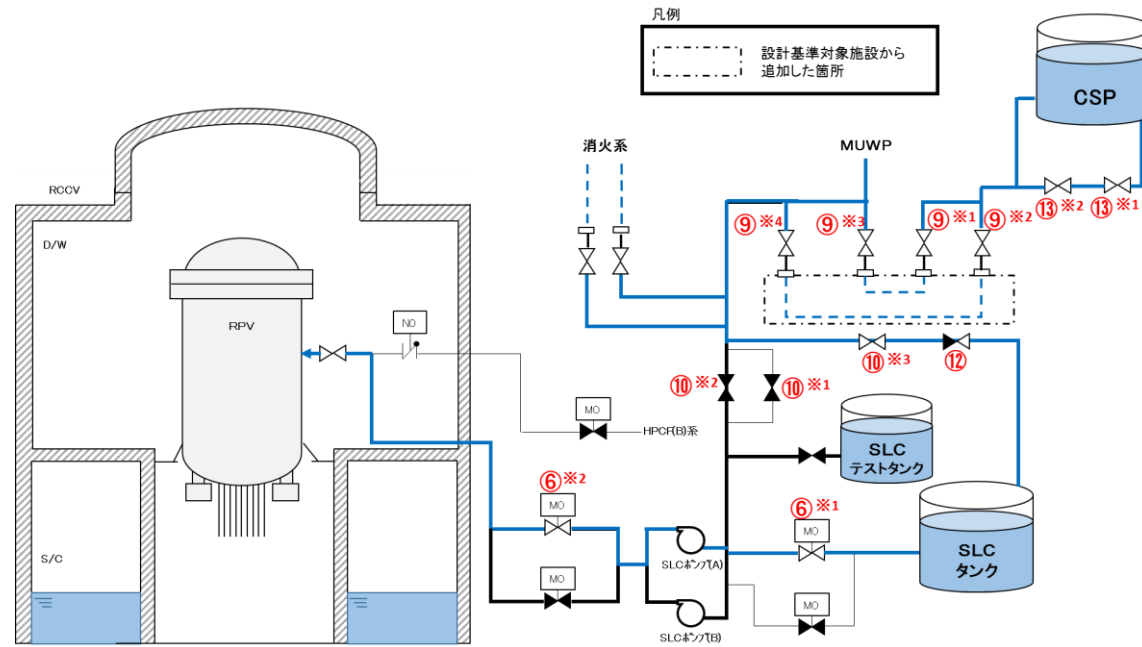 凡例
設計基準対象施設から
追加した箇所
CSP
消火系
MUWP
RCCV
⑨※4
⑨※3
⑨※1
⑨※2
⑬※2
⑬※1
D/W
RPV
NO
⑩※3
⑫
⑩※2
⑩※1
MO
HPCF(B)系
SLC
テストタンク
⑥※2
MO
⑥※1
MO
SLC
タンク
S/C
SLCポンプ(A)
MO
MO
SLCポンプ(B)